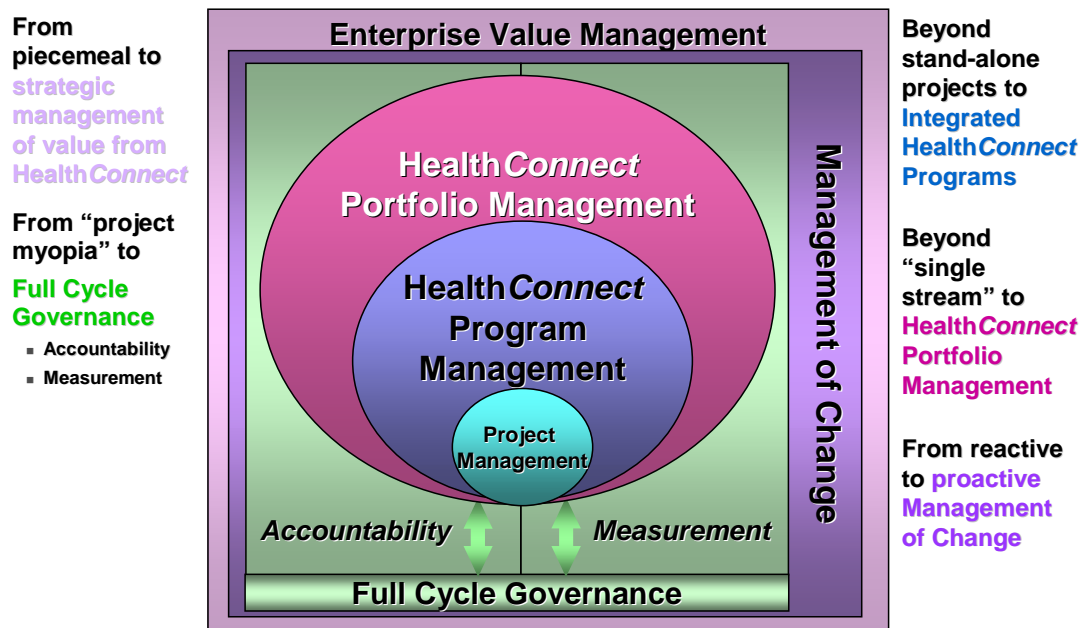 From
piecemeal to
strategic
management
of value from
HealthConnect
From “project
myopia” to
Full Cycle
Governance
▪ Accountability
▪ Measurement
Enterprise Value Management
HealthConnect
Portfolio Management
HealthConnect
Program
Management
Project
Management
Accountability
Measurement
Full Cycle Governance
Management of Change
Beyond
stand-alone
projects to
Integrated
HealthConnect
Programs
Beyond
“single
stream” to
HealthConnect
Portfolio
Management
From reactive
to proactive
Management
of Change